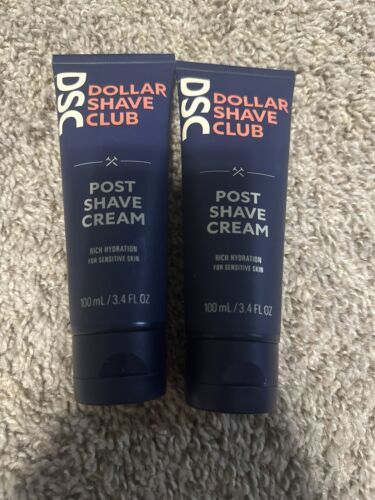 DSC
DOLLAR
SHAVE
CLUB
POST
SHAVE
CREAM
RICH HYDRATION
FOR SENSITIVE SKIN
100 mL / 3.4 FL OZ
DSC
DOLLAR
SHAVE
CLUB
POST
SHAVE
CREAM
RICH HYDRATION
FOR SENSITIVE SKIN
100 mL / 3.4 FL OZ